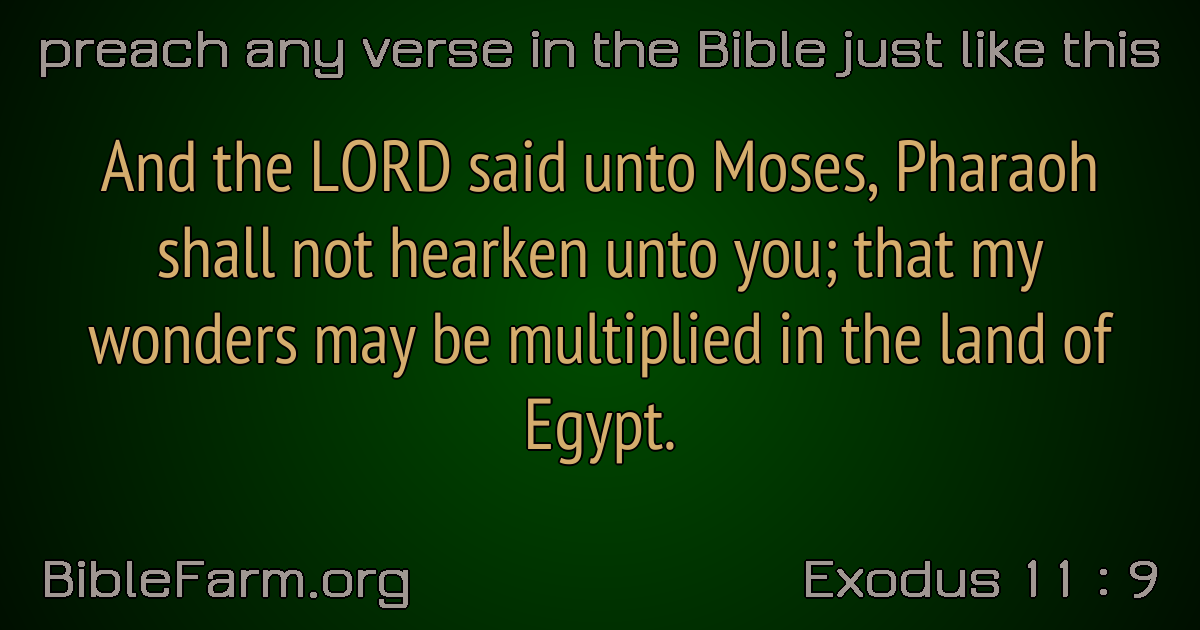 preach any verse in the Bible just like this
And the LORD said unto Moses, Pharaoh
shall not hearken unto you; that my
wonders may be multiplied in the land of
Egypt.
BibleFarm.org
Exodus 11 : 9